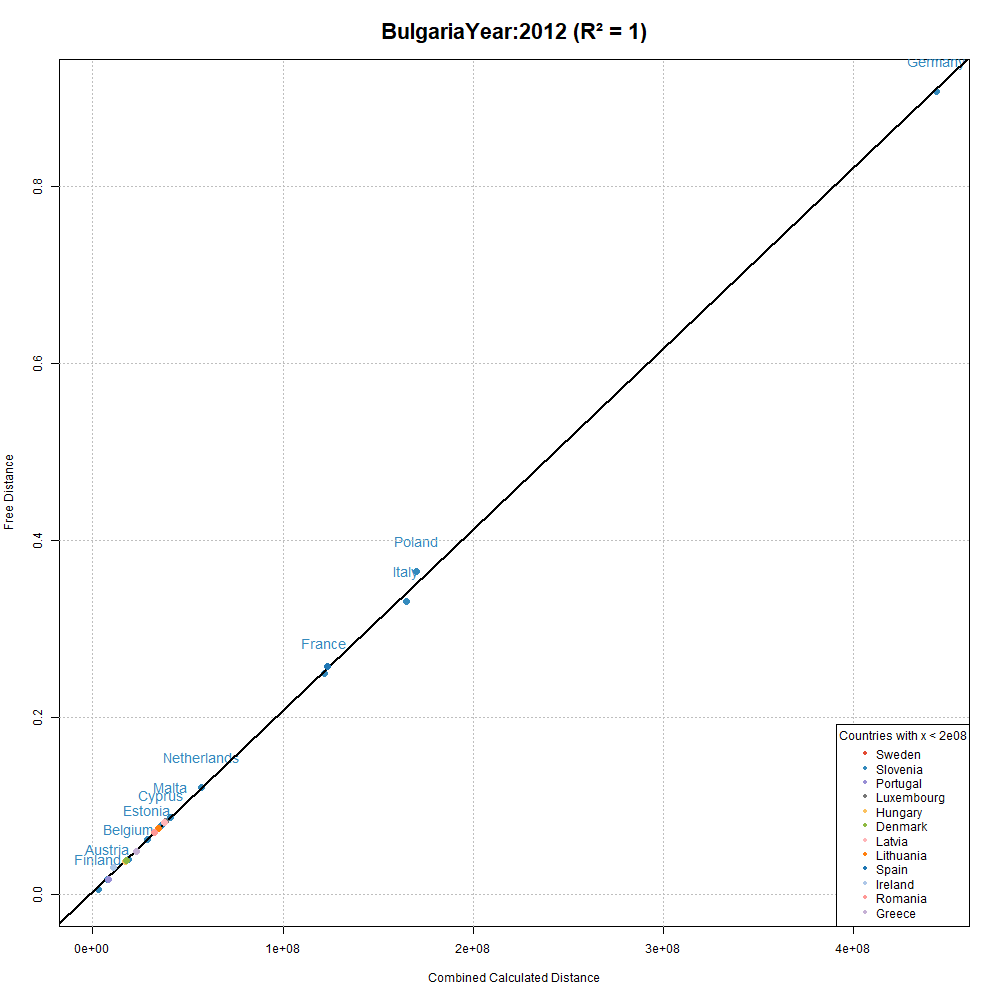 BulgariaYear:2012 (R² = 1)
Germany
0.8
0.6
Free Distance
0.4
Poland
Italy
France
0.2
Netherlands
Malta
Cyprus
Estonia
Belgium
Austria
Finland
0.0
Countries with x < 2e08
Sweden
Slovenia
Portugal
Luxembourg
Hungary
Denmark
Latvia
Lithuania
Spain
Ireland
Romania
Greece
0e+00 1e+08 2e+08 3e+08 4e+08
Combined Calculated Distance